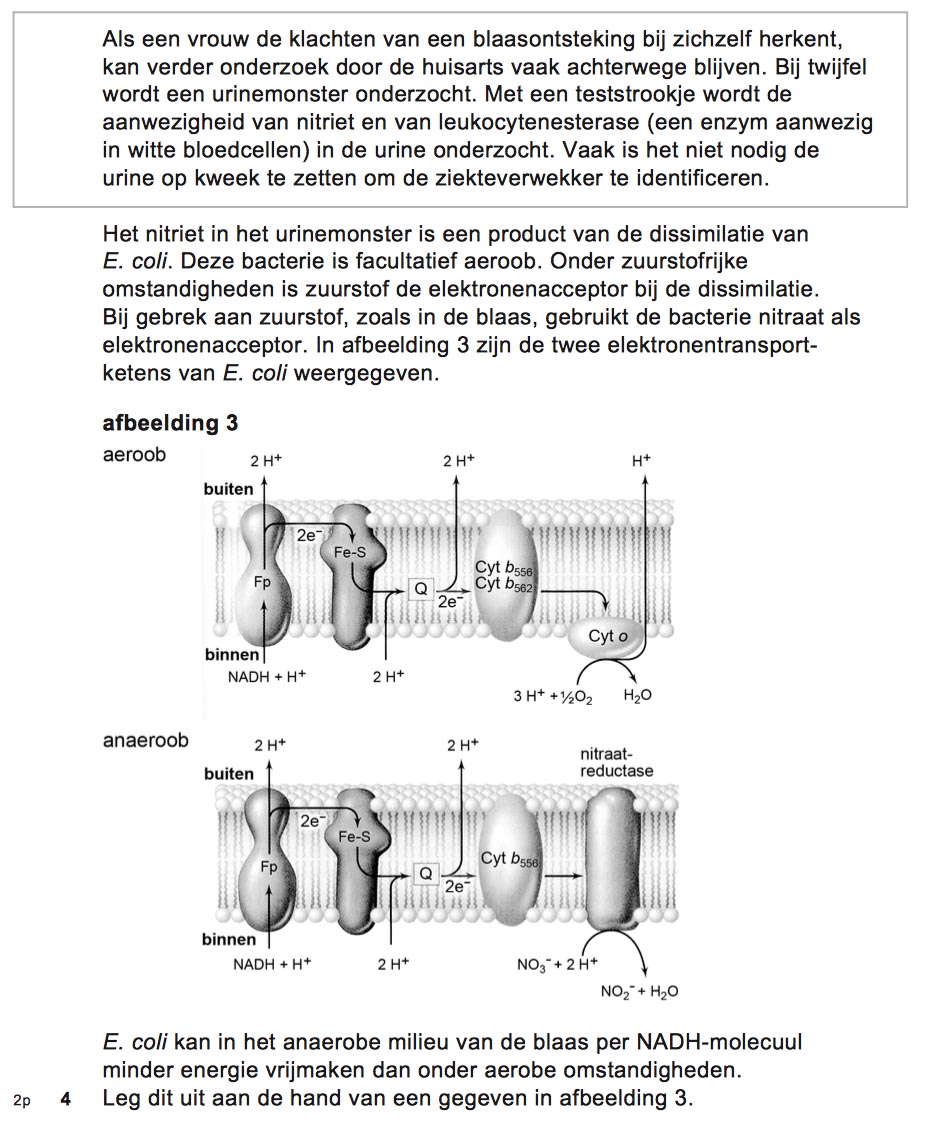 Als een vrouw de klachten van een blaasontsteking bij zichzelf herkent,
kan verder onderzoek door de huisarts vaak achterwege blijven. Bij twijfel
wordt een urinemonster onderzocht. Met een teststrookje wordt de
aanwezigheid van nitriet en van leukocytenesterase (een enzym aanwezig
in witte bloedcellen) in de urine onderzocht. Vaak is het niet nodig de
urine op kweek te zetten om de ziekteverwekker te identificeren.
Het nitriet in het urinemonster is een product van de dissimilatie van
E. coli. Deze bacterie is facultatief aeroob. Onder zuurstofrijke
omstandigheden is zuurstof de elektronenacceptor bij de dissimilatie.
Bij gebrek aan zuurstof, zoals in de blaas, gebruikt de bacterie nitraat als
elektronenacceptor. In afbeelding 3 zijn de twee elektronentransport-
ketens van E. coli weergegeven.
afbeelding 3
aeroob
2 H⁺ 2 H⁺ H⁺
buiten
2e⁻
Fe-S
Fp
Q
2e⁻
Cyt b₅₅₆
Cyt b₅₆₂
Cyt o
binnen
NADH + H⁺ 2 H⁺
3 H⁺ + ½O₂ H₂O
anaeroob
2 H⁺ 2 H⁺
nitraat-
reductase
buiten
2e⁻
Fe-S
Fp
Q
2e⁻
Cyt b₅₅₆
binnen
NADH + H⁺ 2 H⁺ NO₃⁻ + 2 H⁺
NO₂⁻ + H₂O
E. coli kan in het anaerobe milieu van de blaas per NADH-molecuul
minder energie vrijmaken dan onder aerobe omstandigheden.
2p 4 Leg dit uit aan de hand van een gegeven in afbeelding 3.